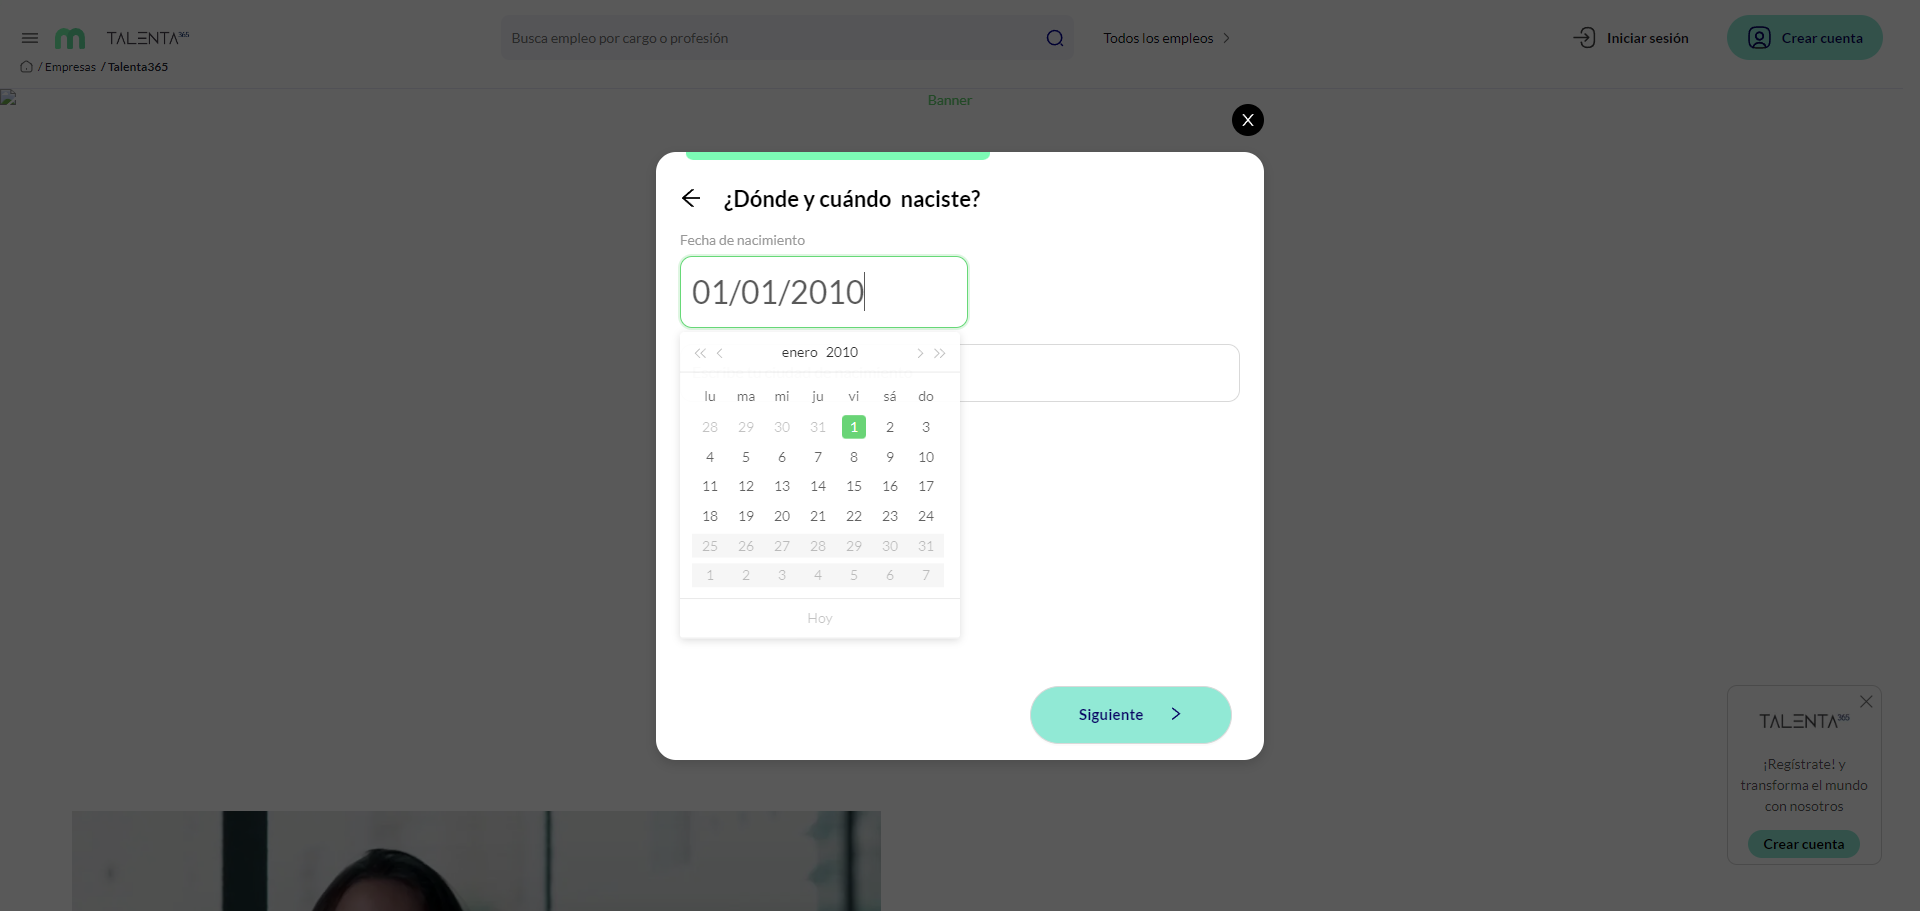 TALENTA365
Busca empleo por cargo o profesión
Todos los empleos
Iniciar sesión
Crear cuenta
/ Empresas / Talenta365
Banner
X
¿Dónde y cuándo naciste?
Fecha de nacimiento
01/01/2010
enero 2010
lu ma mi ju vi sá do
28 29 30 31 1 2 3
4 5 6 7 8 9 10
11 12 13 14 15 16 17
18 19 20 21 22 23 24
25 26 27 28 29 30 31
1 2 3 4 5 6 7
Hoy
Siguiente
TALENTA365
¡Regístrate! y
transforma el mundo
con nosotros
Crear cuenta